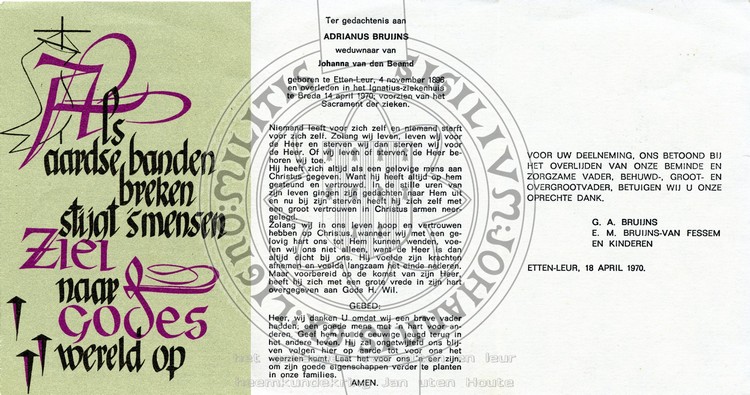 Als
aardse banden
breken
stijgt 's mensen
Ziel
naar
Godes
wereld op
Ter gedachtenis aan
ADRIANUS BRUIJNS
weduwnaar van
Johanna van den Beemd
geboren te Etten-Leur, 4 november 1896
en overleden in het Ignatius-ziekenhuis
te Breda 14 april 1970, voorzien van het
Sacrament der zieken.
Niemand leeft voor zich zelf en niemand sterft
voor zich zelf. Zolang wij leven, leven wij voor
de Heer en sterven wij dan sterven wij voor
de Heer. Of wij leven of sterven, de Heer be-
horen wij toe.
Hij heeft zich altijd als een gelovige mens aan
Christus gegeven. Want hij heeft altijd op hem
gesteund en vertrouwd. In vele stille uren van
zijn leven gingen zijn gedachten naar Hem uit
en nu bij zijn sterven heeft hij zich zelf met
een groot vertrouwen in Christus armen neer-
gelegd.
Zolang wij in ons leven hoop en vertrouwen
hebben op Christus, wanneer wij met een ge-
lovig hart ons tot Hem kunnen wenden, voe-
len wij ons niet alleen, want de Heer is dan
altijd dicht bij ons. Hij voelde zijn krachten
afnemen en voelde langzaam het einde naderen.
Maar voorbereid op de komst van zijn Heer,
heeft hij zich met een grote vrede in zijn hart
overgegeven aan Gods H. Wil.
GEBED:
Heer, wij danken U omdat wij een brave vader
hadden, een goede mens met een hart voor an-
deren. Geef hem vulde Geef het honderd terug in
het andere leven. Wij zullen getwijfeld ons blij-
ven volgen hier op aarde tot voor ons het
weerzien komt. Laat het voor ons een eer zijn,
om zijn goede eigenschappen verder te planten
in onze families.
AMEN.
VOOR UW DEELNEMING, ONS BETOOND BIJ
HET OVERLIJDEN VAN ONZE BEMINDE EN
ZORGZAME VADER, BEHUWD-, GROOT- EN
OVERGROOTVADER, BETUIGEN WIJ U ONZE
OPRECHTE DANK.
G. A. BRUIJNS
E. M. BRUIJNS-VAN FESSEM
EN KINDEREN
ETTEN-LEUR, 18 APRIL 1970.
heemkundekring Jan uten Houte